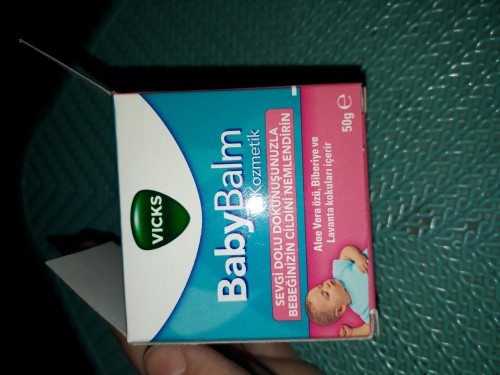 VICKS
BabyBalm
Kozmetik
SEVGİ DOLU DOKUNUŞUNUZLA
BEBEĞİNİZİN CİLDİNİ NEMLENDİRİN
Aloe Vera özü, Biberiye ve
Lavanta kokuları içerir
50g ℮